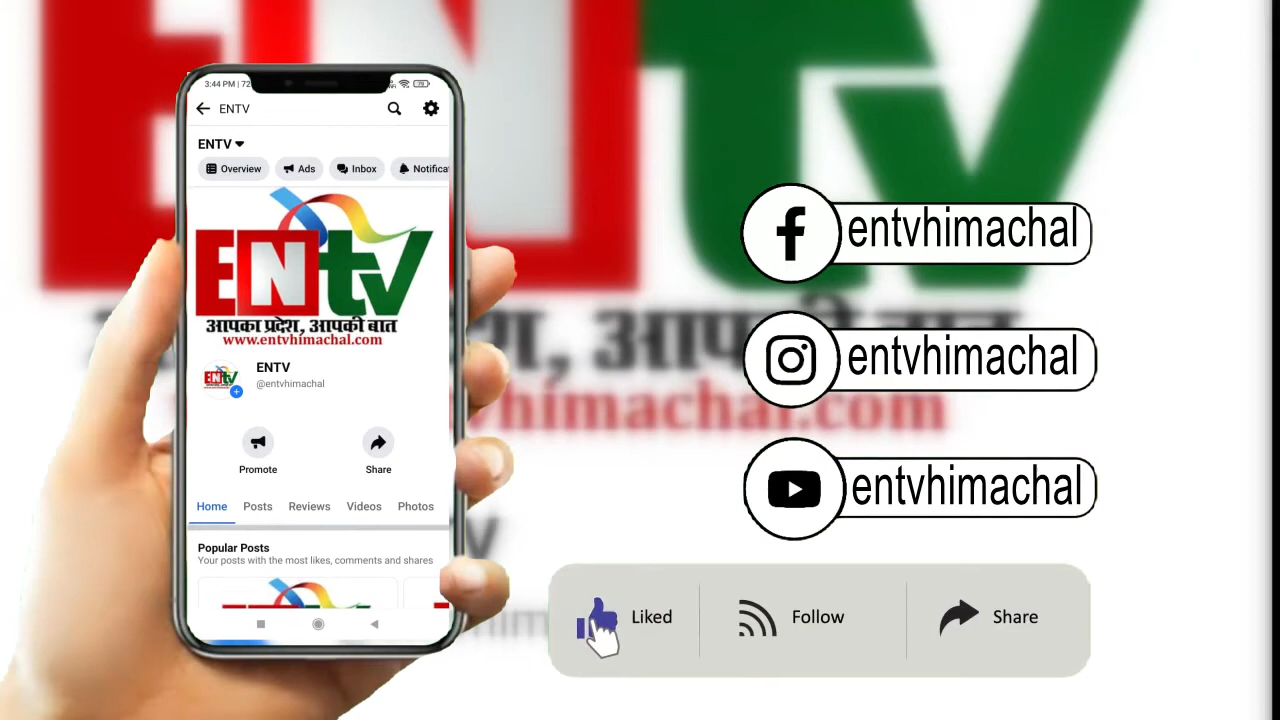 3:44 PM | 72
ENTV
ENTV
Overview
Ads
Inbox
Notifica
ENtv
आपका प्रदेश, आपकी बात
www.entvhimachal.com
ENTV
@entvhimachal
Promote
Share
Home
Posts
Reviews
Videos
Photos
Popular Posts
Your posts with the most likes, comments and shares
entvhimachal
entvhimachal
entvhimachal
Liked
Follow
Share